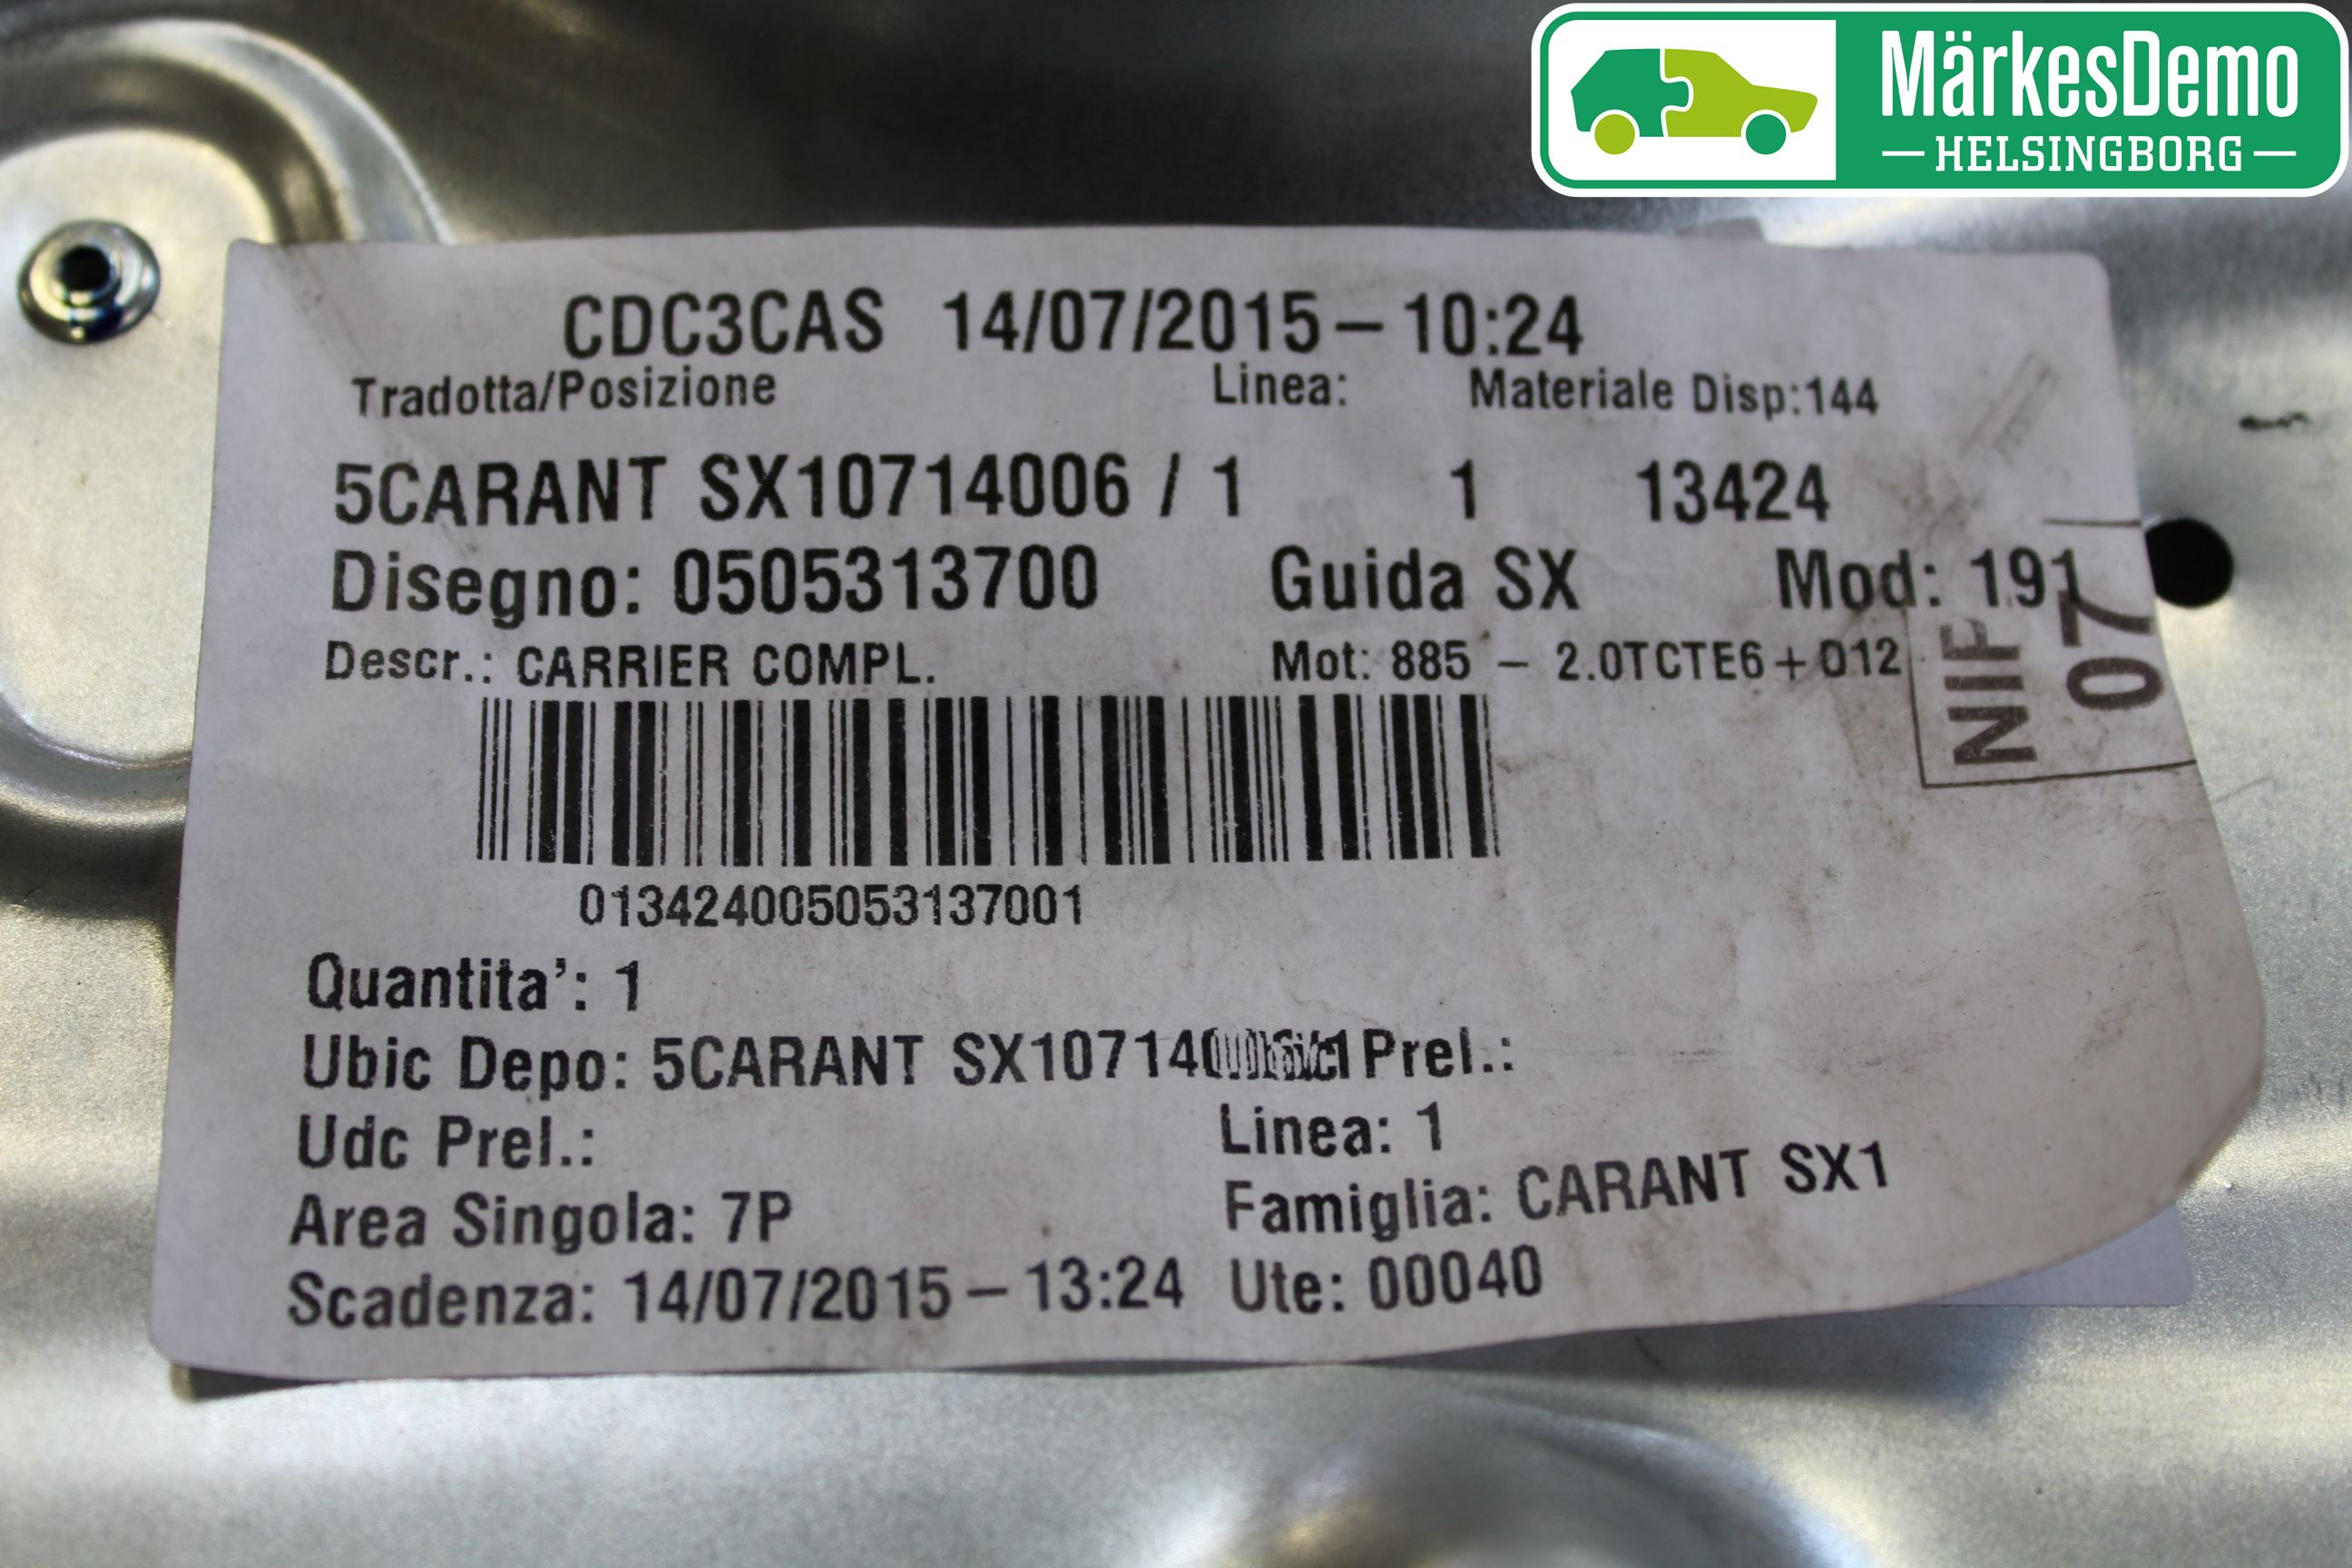 MärkesDemo
HELSINGBORG
CDC3CAS 14/07/2015 – 10:24
Tradotta/Posizione Linea: Materiale Disp:144
5CARANT SX10714006 / 1 1 13424
Disegno: 0505313700 Guida SX Mod: 191
Descr.: CARRIER COMPL. Mot: 885 – 2.0TCTE6+012
NIF
07
013424005053137001
Quantita': 1
Ubic Depo: 5CARANT Prel.:
Udc Prel.: Linea: 1
Area Singola: 7P Famiglia: CARANT SX1
Scadenza: 14/07/2015 – 13:24 Ute: 00040